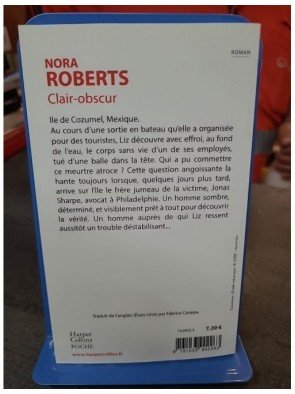 ROMAN
NORA
ROBERTS
Clair-obscur
Ile de Cozumel, Mexique.
Au cours d'une sortie en bateau qu'elle a organisée
pour des touristes, Liz découvre avec effroi, au fond
de l'eau, le corps sans vie d'un de ses employés,
tué d'une balle dans la tête. Qui a pu commettre
ce meurtre atroce ? Cette question angoissante la
hante toujours lorsque, quelques jours plus tard,
arrive sur l'île le frère jumeau de la victime, Jonas
Sharpe, avocat à Philadelphie. Un homme sombre,
déterminé, et visiblement prêt à tout pour découvrir
la vérité. Un homme auprès de qui Liz ressent
aussitôt un trouble déstabilisant...
Traduit de l'anglais (États-Unis) par Fabrice Canepa.
Harper
Collins
POCHE
www.harpercollins.fr
7,20 €